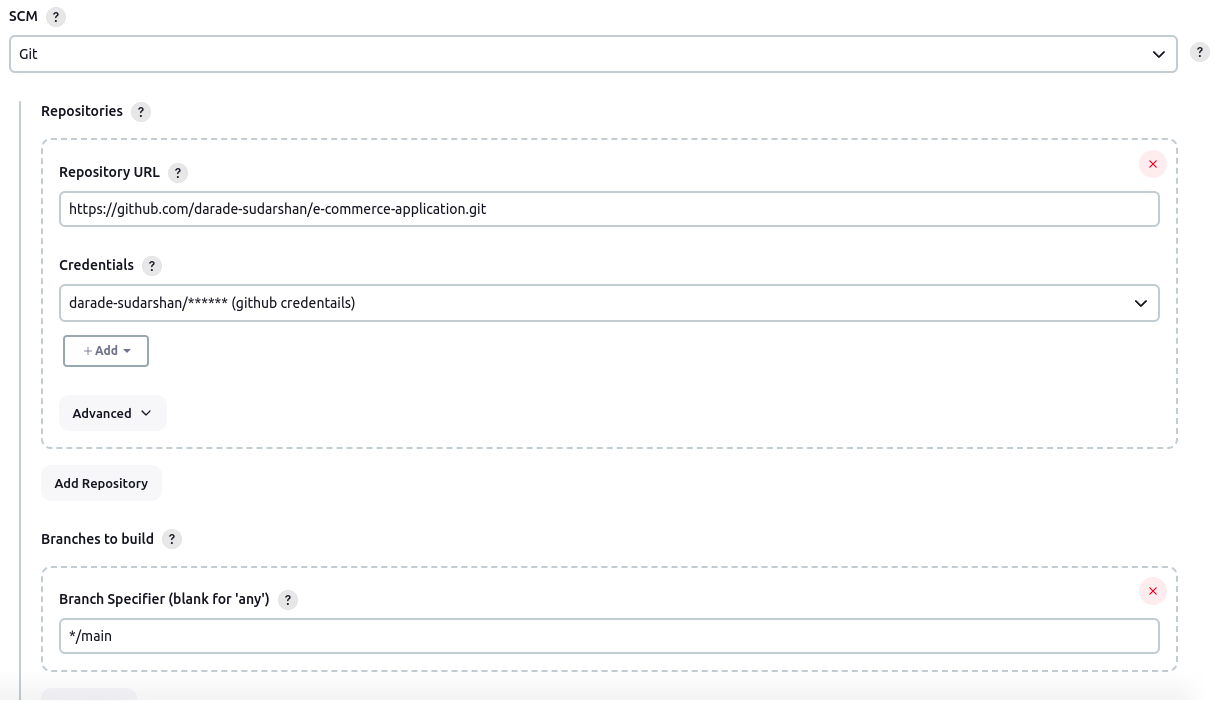 SCM ?
Git
?
Repositories ?
Repository URL ?
https://github.com/darade-sudarshan/e-commerce-application.git
Credentials ?
darade-sudarshan/****** (github credentails)
+ Add
Advanced
Add Repository
Branches to build ?
Branch Specifier (blank for 'any') ?
*/main